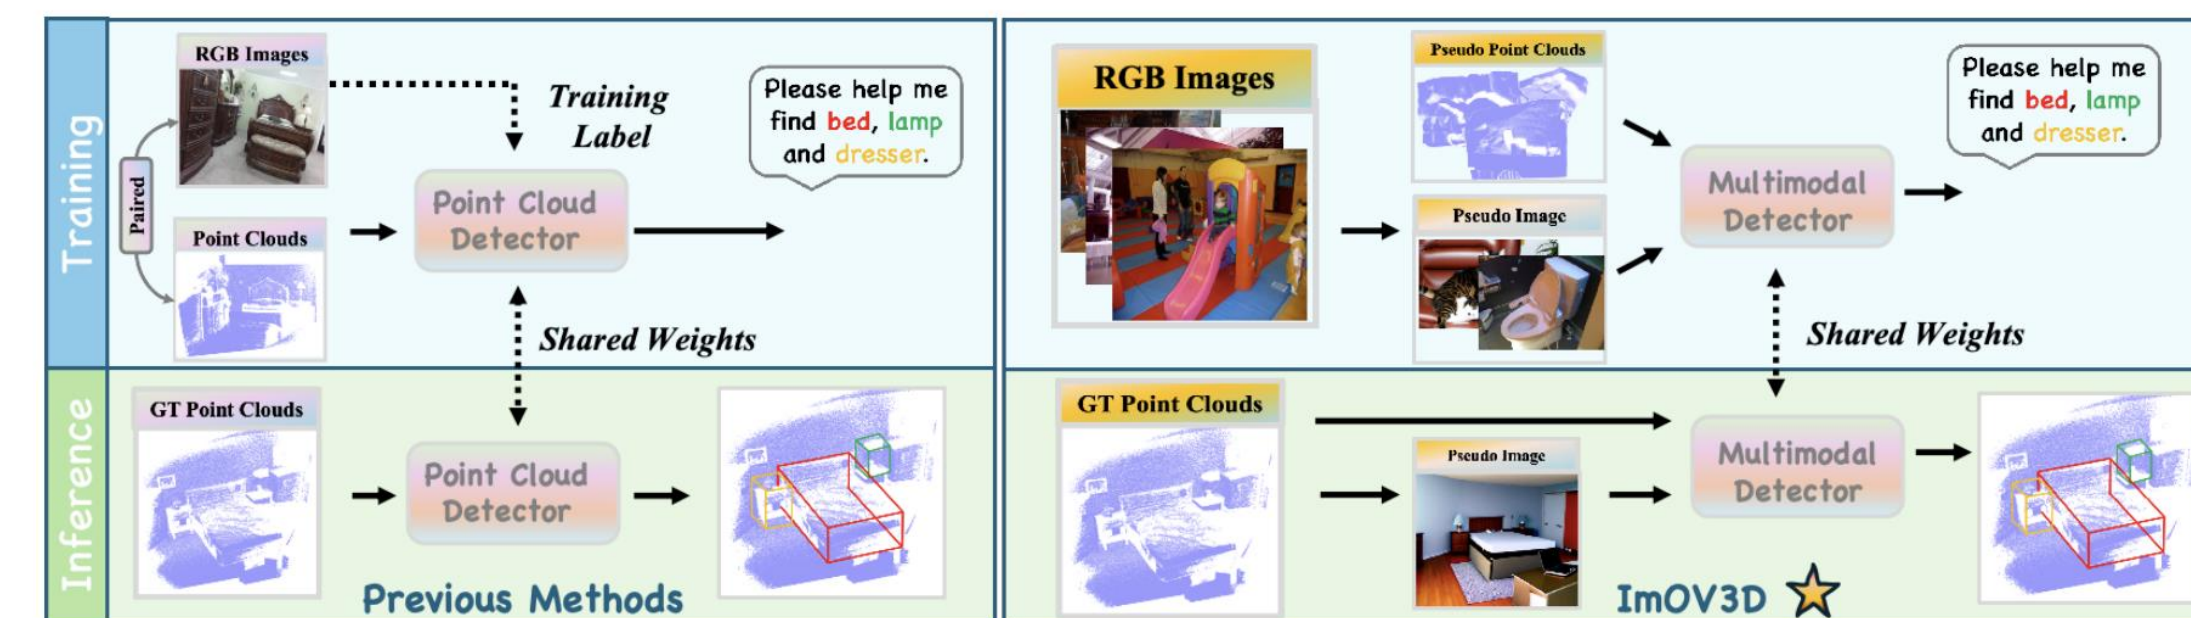 Training
RGB Images
Paired
Point Clouds
Training
Label
Point Cloud
Detector
Please help me
find bed, lamp
and dresser.
Shared Weights
Inference
GT Point Clouds
Point Cloud
Detector
Previous Methods
RGB Images
Pseudo Point Clouds
Pseudo Image
Multimodal
Detector
Please help me
find bed, lamp
and dresser.
Shared Weights
GT Point Clouds
Pseudo Image
Multimodal
Detector
ImOV3D